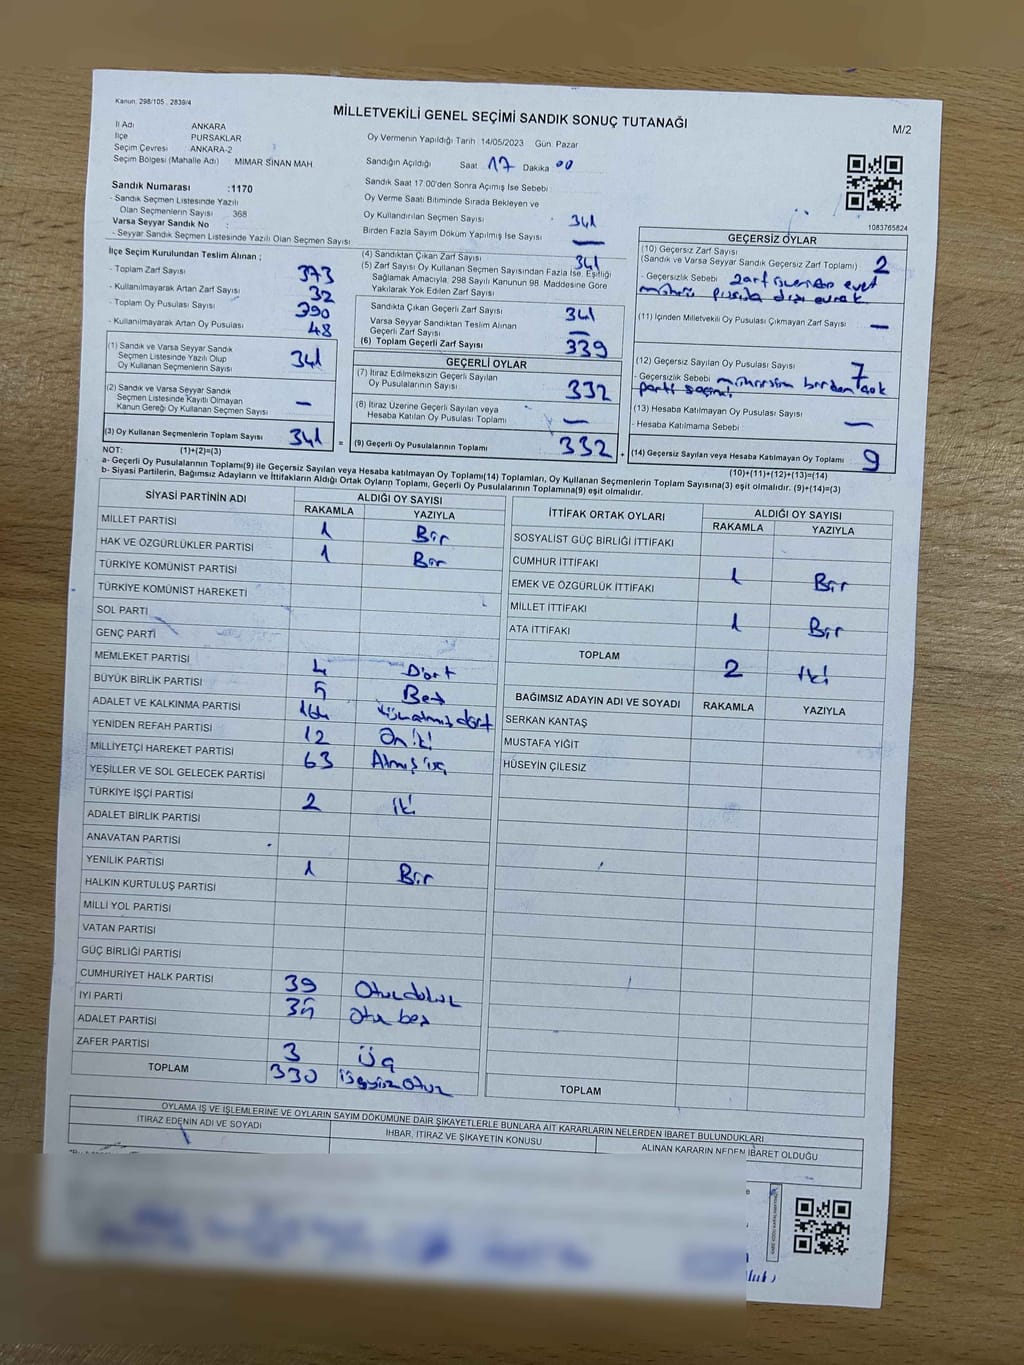 Kanun, 298/105 , 2839/4
MİLLETVEKİLİ GENEL SEÇİMİ SANDIK SONUÇ TUTANAĞI
M/2
İl Adı ANKARA
İlçe PURSAKLAR
Seçim Çevresi ANKARA-2
Seçim Bölgesi (Mahalle Adı) MİMAR SİNAN MAH
Oy Vermenin Yapıldığı Tarih 14/05/2023 Gün. Pazar
Sandığın Açıldığı Saat 17 Dakika 00
Sandık Saat 17 00'den Sonra Açımış İse Sebebi
Oy Verme Saati Bitiminde Sırada Bekleyen ve
Oy Kullandırılan Seçmen Sayısı 341
Birden Fazla Sayım Döküm Yapılmış İse Sayısı —
1083765824
Sandık Numarası :1170
- Sandık Seçmen Listesinde Yazılı
Olan Seçmenlerin Sayısı 368
Varsa Seyyar Sandık No :
- Seyyar Sandık Seçmen Listesinde Yazılı Olan Seçmen Sayısı
İlçe Seçim Kurulundan Teslim Alınan ;
- Toplam Zarf Sayısı 373
- Kullanılmayarak Artan Zarf Sayısı 32
- Toplam Oy Pusulası Sayısı 390
- Kullanılmayarak Artan Oy Pusulası 48
(1) Sandık ve Varsa Seyyar Sandık
Seçmen Listesinde Yazılı Olup
Oy Kullanan Seçmenlerin Sayısı 341
(2) Sandık ve Varsa Seyyar Sandık
Seçmen Listesinde Kayıtlı Olmayan
Kanun Gereği Oy Kullanan Seçmen Sayısı —
(3) Oy Kullanan Seçmenlerin Toplam Sayısı 341 =
(1)+(2)=(3)
(4) Sandıktan Çıkan Zarf Sayısı 341
(5) Zarf Sayısı Oy Kullanan Seçmen Sayısından Fazla İse, Eşitliği
Sağlamak Amacıyla, 298 Sayılı Kanunun 98. Maddesine Göre
Yakılarak Yok Edilen Zarf Sayısı
Sandıkta Çıkan Geçerli Zarf Sayısı 341
Varsa Seyyar Sandıktan Teslim Alınan
Geçerli Zarf Sayısı —
(6) Toplam Geçerli Zarf Sayısı 339
GEÇERLİ OYLAR
(7) İtiraz Edilmeksizin Geçerli Sayılan
Oy Pusulalarının Sayısı 332
(8) İtiraz Üzerine Geçerli Sayılan veya
Hesaba Katılan Oy Pusulası Toplamı —
(9) Geçerli Oy Pusulalarının Toplamı 332 +
GEÇERSİZ OYLAR
(10) Geçersiz Zarf Sayısı
(Sandık ve Varsa Seyyar Sandık Geçersiz Zarf Toplamı) 2
- Geçersizlik Sebebi
(11) İçinden Milletvekili Oy Pusulası Çıkmayan Zarf Sayısı —
(12) Geçersiz Sayılan Oy Pusulası Sayısı 7
- Geçersizlik Sebebi birden çok
parti seçimi
(13) Hesaba Katılmayan Oy Pusulası Sayısı
- Hesaba Katılmama Sebebi : —
(14) Geçersiz Sayılan veya Hesaba Katılmayan Oy Toplamı 9
(10)+(11)+(12)+(13)=(14)
NOT:
a- Geçerli Oy Pusulalarının Toplamı(9) ile Geçersiz Sayılan veya Hesaba katılmayan Oy Toplamı(14) Toplamları, Oy Kullanan Seçmenlerin Toplam Sayısına(3) eşit olmalıdır. (9)+(14)=(3)
b- Siyasi Partilerin, Bağımsız Adayların ve İttifakların Aldığı Ortak Oyların Toplamı, Geçerli Oy Pusulalarının Toplamına(9) eşit olmalıdır.
SİYASİ PARTİNİN ADI ALDIĞI OY SAYISI
RAKAMLA YAZIYLA
MİLLET PARTİSİ 1 Bir
HAK VE ÖZGÜRLÜKLER PARTİSİ 1 Bir
TÜRKİYE KOMÜNİST PARTİSİ
TÜRKİYE KOMÜNİST HAREKETİ
SOL PARTİ
GENÇ PARTİ
MEMLEKET PARTİSİ 4 Dört
BÜYÜK BİRLİK PARTİSİ 5 Beş
ADALET VE KALKINMA PARTİSİ 164 Yüzaltmış dört
YENİDEN REFAH PARTİSİ 12 On iki
MİLLİYETÇİ HAREKET PARTİSİ 63 Atmış üç
YEŞİLLER VE SOL GELECEK PARTİSİ
TÜRKİYE İŞÇİ PARTİSİ 2 iki
ADALET BİRLİK PARTİSİ
ANAVATAN PARTİSİ
YENİLİK PARTİSİ 1 Bir
HALKIN KURTULUŞ PARTİSİ
MİLLİ YOL PARTİSİ
VATAN PARTİSİ
GÜÇ BİRLİĞİ PARTİSİ
CUMHURİYET HALK PARTİSİ 39 Otuz dokuz
İYİ PARTİ 35 Otuz beş
ADALET PARTİSİ
ZAFER PARTİSİ 3 Üç
TOPLAM 330 üçyüz Otuz
İTTİFAK ORTAK OYLARI ALDIĞI OY SAYISI
RAKAMLA YAZIYLA
SOSYALİST GÜÇ BİRLİĞİ İTTİFAKI
CUMHUR İTTİFAKI 1 Bir
EMEK VE ÖZGÜRLÜK İTTİFAKI
MİLLET İTTİFAKI 1 Bir
ATA İTTİFAKI
TOPLAM 2 iki
BAĞIMSIZ ADAYIN ADI VE SOYADI RAKAMLA YAZIYLA
SERKAN KANTAŞ
MUSTAFA YİĞİT
HÜSEYİN ÇİLESİZ
TOPLAM
OYLAMA İŞ VE İŞLEMLERİNE VE OYLARIN SAYIM DÖKÜMÜNE DAİR ŞİKAYETLERLE BUNLARA AİT KARARLARIN NELERDEN İBARET BULUNDUKLARI
İTİRAZ EDENİN ADI VE SOYADI İHBAR, İTİRAZ VE ŞİKAYETİN KONUSU ALINAN KARARIN NEDEN İBARET OLDUĞU